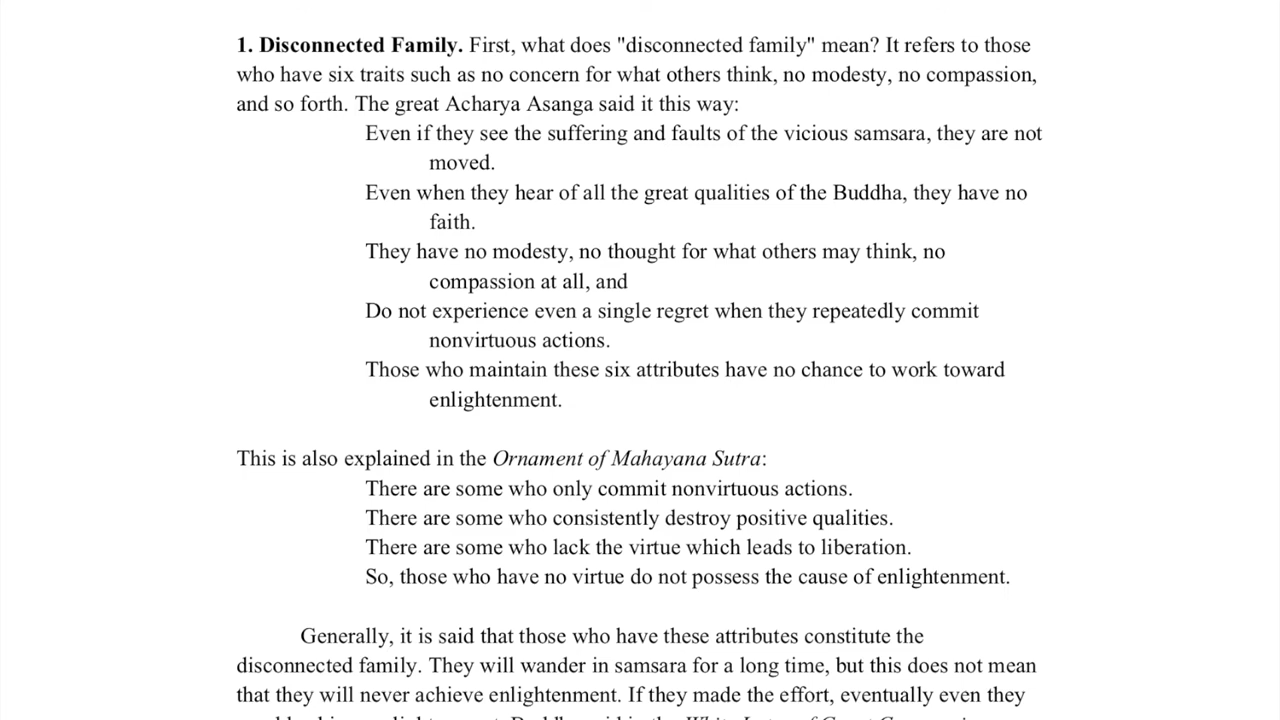 1. Disconnected Family. First, what does "disconnected family" mean? It refers to those
who have six traits such as no concern for what others think, no modesty, no compassion,
and so forth. The great Acharya Asanga said it this way:
Even if they see the suffering and faults of the vicious samsara, they are not
moved.
Even when they hear of all the great qualities of the Buddha, they have no
faith.
They have no modesty, no thought for what others may think, no
compassion at all, and
Do not experience even a single regret when they repeatedly commit
nonvirtuous actions.
Those who maintain these six attributes have no chance to work toward
enlightenment.
This is also explained in the Ornament of Mahayana Sutra:
There are some who only commit nonvirtuous actions.
There are some who consistently destroy positive qualities.
There are some who lack the virtue which leads to liberation.
So, those who have no virtue do not possess the cause of enlightenment.
Generally, it is said that those who have these attributes constitute the
disconnected family. They will wander in samsara for a long time, but this does not mean
that they will never achieve enlightenment. If they made the effort, eventually even they